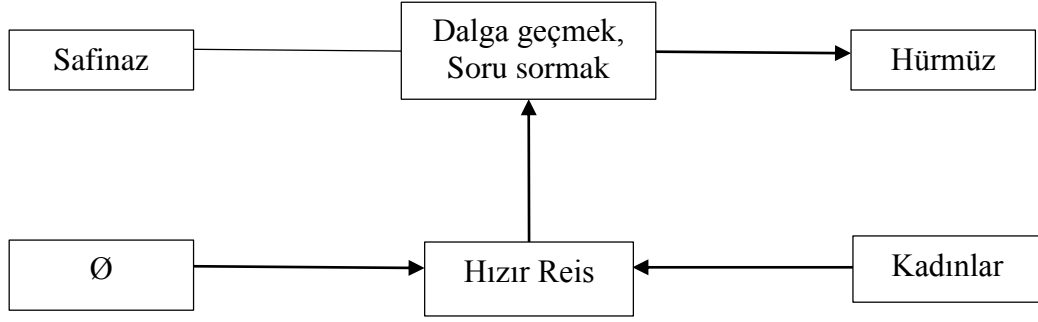 Safinaz
Dalga geçmek,
Soru sormak
Hürmüz
Ø
Hızır Reis
Kadınlar